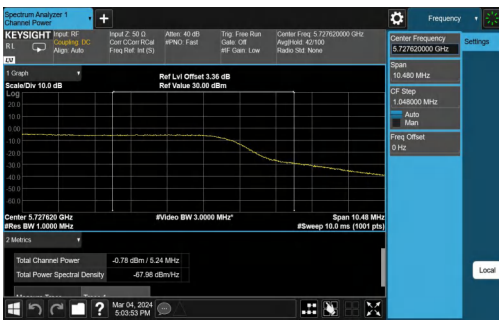 Spectrum Analyzer 1
Channel Power
Frequency
KEYSIGHT
Input: RF
Coupling: DC
Align: Auto
Input Z: 50 Ω
Corr CCorr RCal
Freq Ref: Int (S)
Atten: 40 dB
#PNO: Fast
Trig: Free Run
Gate: Off
#IF Gain: Low
Center Freq: 5.727620000 GHz
Avg|Hold: 42/100
Radio Std: None
RL
1 Graph
Scale/Div 10.0 dB
Ref Lvl Offset 3.36 dB
Ref Value 30.00 dBm
Log
20.0
10.0
0.00
-10.0
-20.0
-30.0
-40.0
-50.0
-60.0
Center 5.727620 GHz
#Res BW 1.0000 MHz
#Video BW 3.0000 MHz*
Span 10.48 MHz
#Sweep 10.0 ms (1001 pts)
2 Metrics
Total Channel Power
-0.78 dBm / 5.24 MHz
Total Power Spectral Density
-67.98 dBm/Hz
Mar 04, 2024
5:03:53 PM
Center Frequency
5.727620000 GHz
Settings
Span
10.480 MHz
CF Step
1.048000 MHz
Auto
Man
Freq Offset
0 Hz
Local